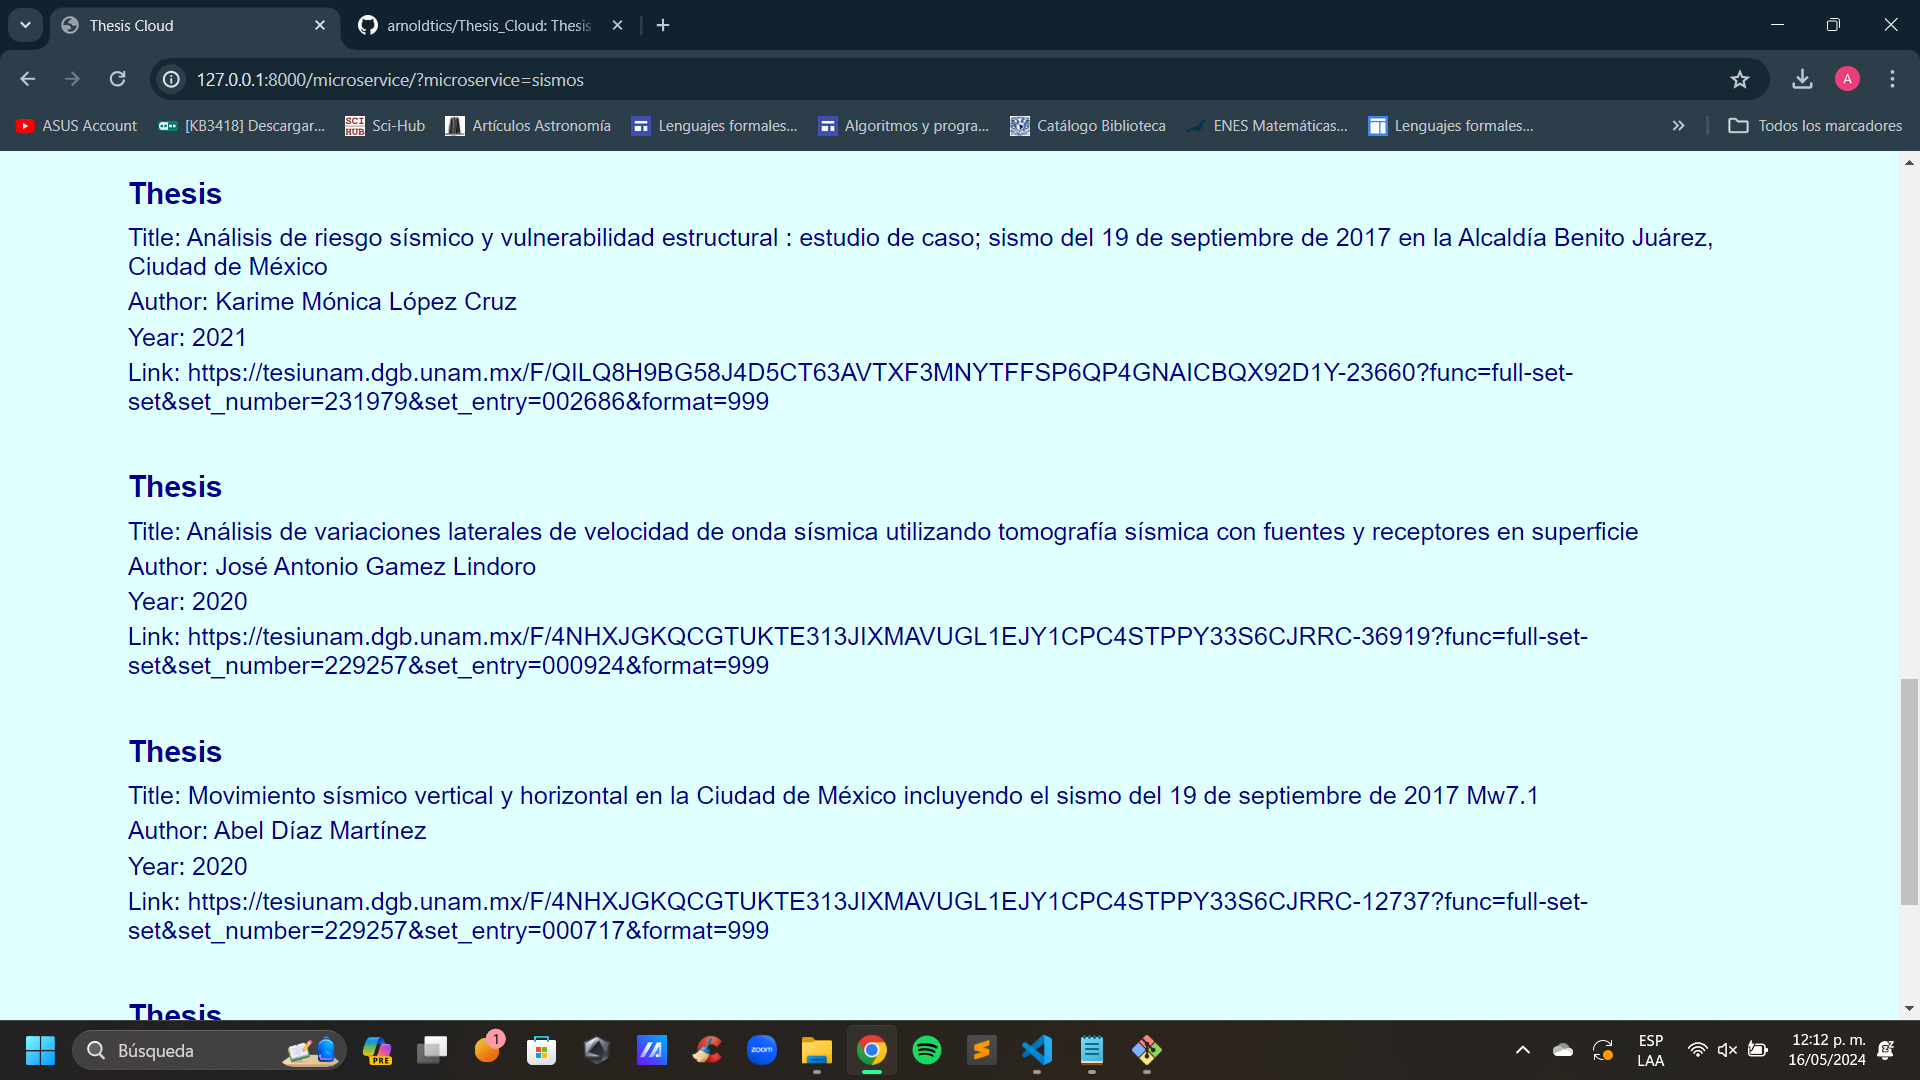 Thesis Cloud
arnoldtics/Thesis_Cloud: Thesis
127.0.0.1:8000/microservice/?microservice=sismos
A
ASUS Account
[KB3418] Descargar...
SCI HUB
Sci-Hub
Artículos Astronomía
Lenguajes formales...
Algoritmos y progra...
Catálogo Biblioteca
ENES Matemáticas...
Lenguajes formales...
Todos los marcadores
Thesis
Title: Análisis de riesgo sísmico y vulnerabilidad estructural : estudio de caso; sismo del 19 de septiembre de 2017 en la Alcaldía Benito Juárez,
Ciudad de México
Author: Karime Mónica López Cruz
Year: 2021
Link: https://tesiunam.dgb.unam.mx/F/QILQ8H9BG58J4D5CT63AVTXF3MNYTFFSP6QP4GNAICBQX92D1Y-23660?func=full-set-
set&set_number=231979&set_entry=002686&format=999
Thesis
Title: Análisis de variaciones laterales de velocidad de onda sísmica utilizando tomografía sísmica con fuentes y receptores en superficie
Author: José Antonio Gamez Lindoro
Year: 2020
Link: https://tesiunam.dgb.unam.mx/F/4NHXJGKQCGTUKTE313JIXMAVUGL1EJY1CPC4STPPY33S6CJRRC-36919?func=full-set-
set&set_number=229257&set_entry=000924&format=999
Thesis
Title: Movimiento sísmico vertical y horizontal en la Ciudad de México incluyendo el sismo del 19 de septiembre de 2017 Mw7.1
Author: Abel Díaz Martínez
Year: 2020
Link: https://tesiunam.dgb.unam.mx/F/4NHXJGKQCGTUKTE313JIXMAVUGL1EJY1CPC4STPPY33S6CJRRC-12737?func=full-set-
set&set_number=229257&set_entry=000717&format=999
Thesis
Búsqueda
PRE
1
zoom
ESP
LAA
12:12 p. m.
16/05/2024